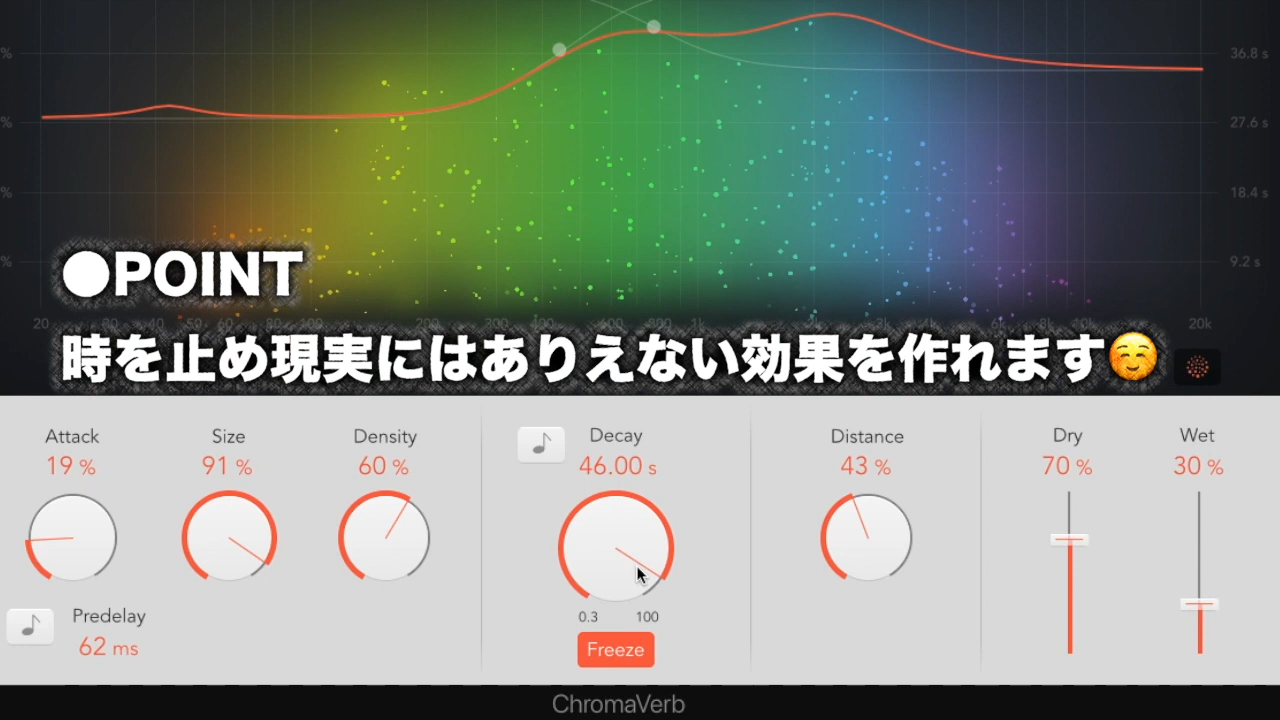 %
36.8 s
%
27.6 s
%
18.4 s
%
9.2 s
●POINT
20
20k
時を止め現実にはありえない効果を作れます☺️
Attack
19 %
Size
91 %
Density
60 %
Decay
46.00 s
0.3
100
Freeze
Distance
43 %
Dry
70 %
Wet
30 %
Predelay
62 ms
ChromaVerb